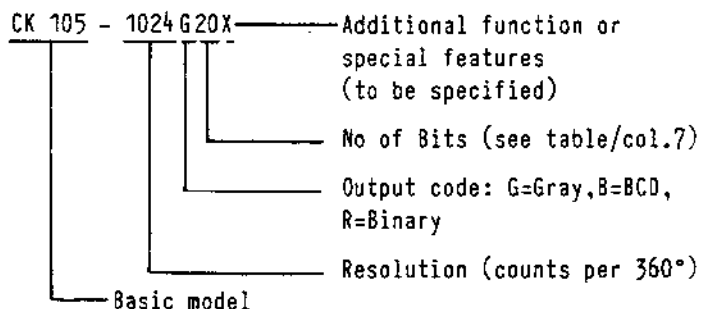 CK 105 - 1024 G 20 X Additional function or
special features
(to be specified)
No of Bits (see table/col.7)
Output code: G=Gray,B=BCD,
R=Binary
Resolution (counts per 360°)
Basic model